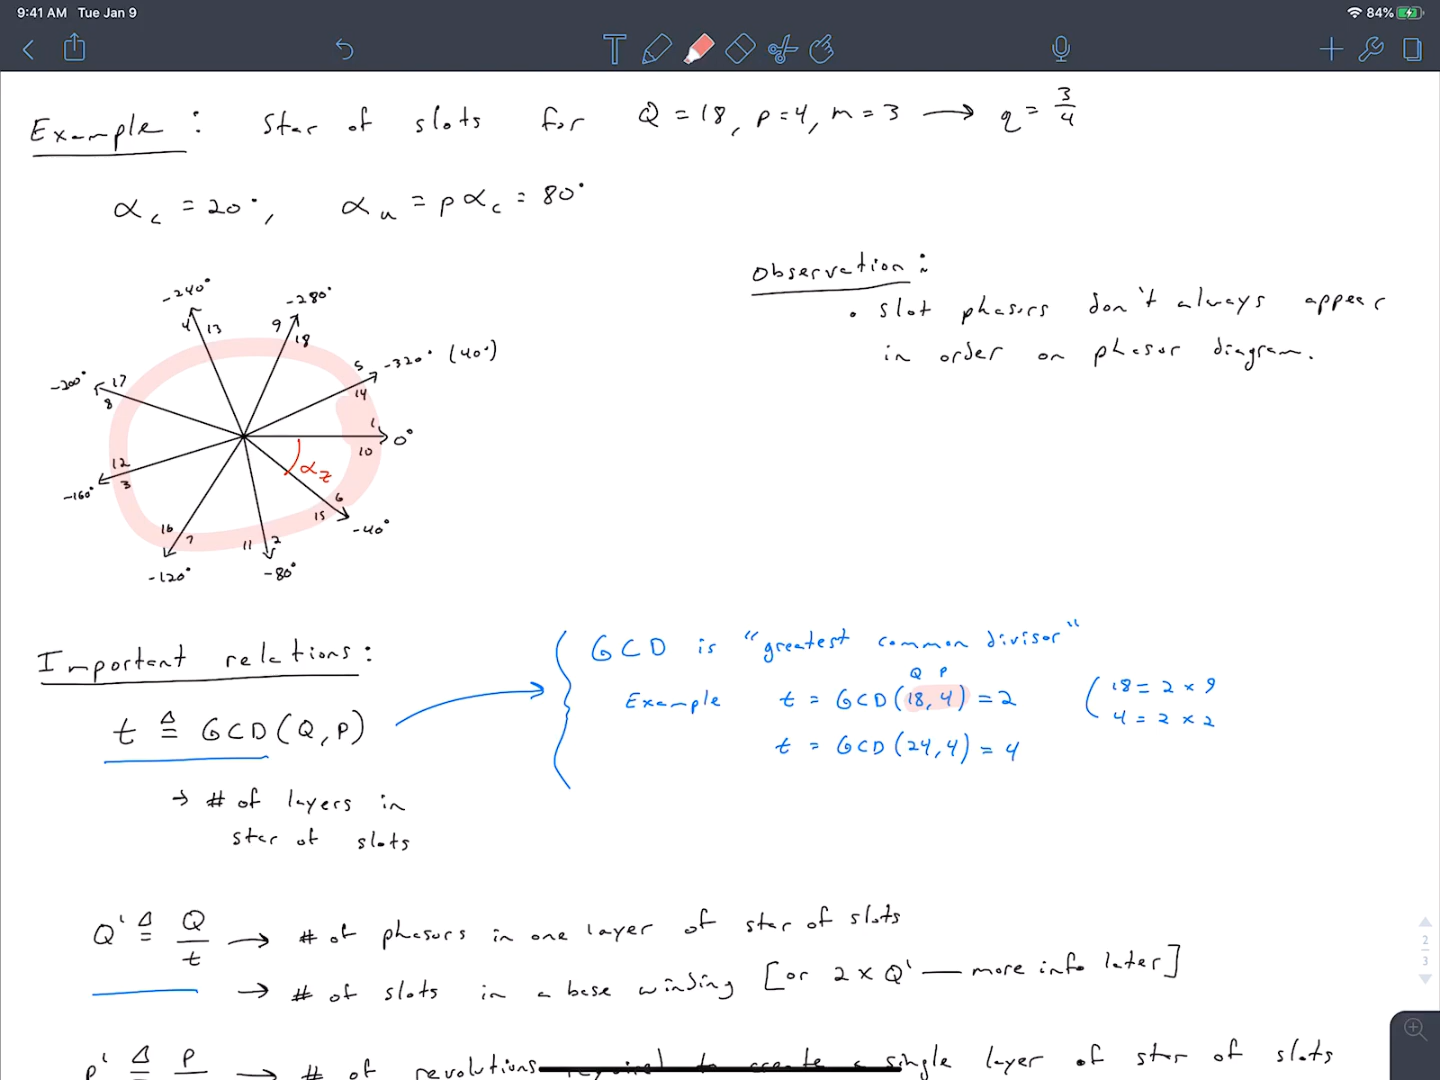 9:41 AM Tue Jan 9
84%
Example: Star of slots for Q = 18, p = 4, m = 3 → q = 3/4
α_c = 20°, α_u = p α_c = 80°
Observation:
• slot phasors don't always appear
in order on phasor diagram.
-240°
-280°
4 13
9 18
5 -320° (40°)
14
-200° 17
8
1
0°
10
α_z
12
3
-160°
6
15
-40°
16 7
11 2
-120°
-80°
Important relations:
t ≜ GCD(Q, P)
→ # of layers in
star of slots
GCD is "greatest common divisor"
Q P
Example t = GCD(18, 4) = 2
t = GCD(24, 4) = 4
(18 = 2 × 9
4 = 2 × 2
Q' ≜ Q/t → # of phasors in one layer of star of slots
→ # of slots in a base winding [or 2 × Q' — more info later]
P' ≜ P → # of revolutions required to create a single layer of star of slots
2
3